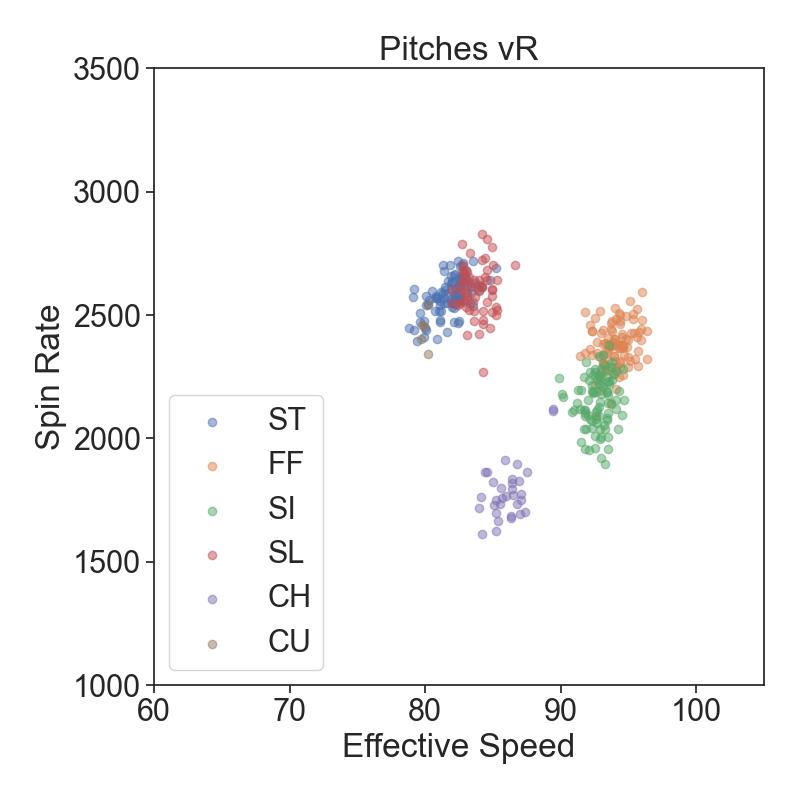 Pitches vR
3500
3000
2500
2000
1500
1000
Spin Rate
ST
FF
SI
SL
CH
CU
60 70 80 90 100
Effective Speed